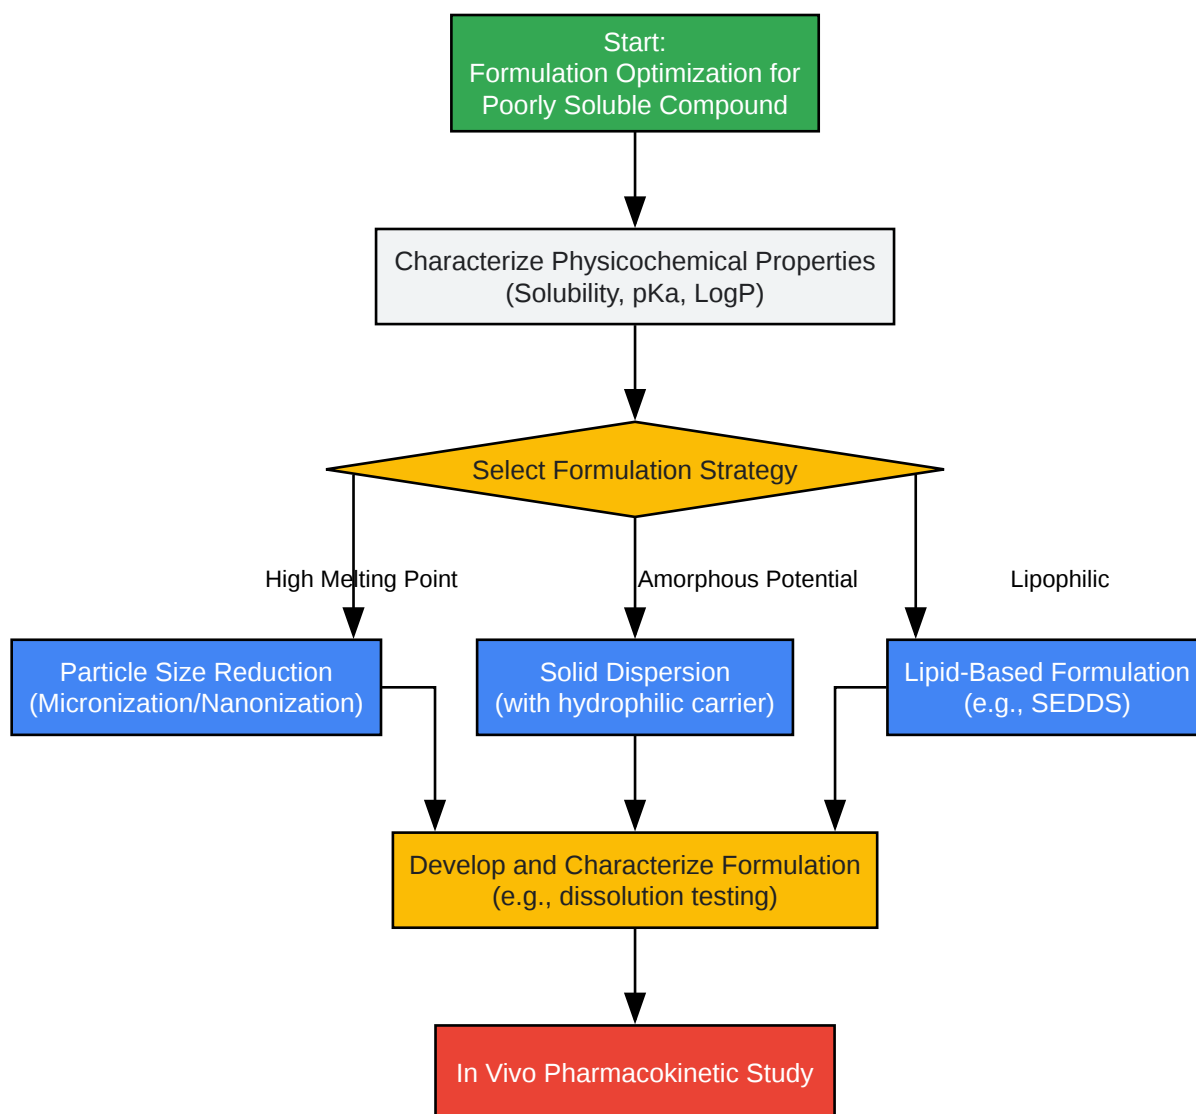 Start:
Formulation Optimization for
Poorly Soluble Compound
Characterize Physicochemical Properties
(Solubility, pKa, LogP)
Select Formulation Strategy
High Melting Point
Amorphous Potential
Lipophilic
Particle Size Reduction
(Micronization/Nanonization)
Solid Dispersion
(with hydrophilic carrier)
Lipid-Based Formulation
(e.g., SEDDS)
Develop and Characterize Formulation
(e.g., dissolution testing)
In Vivo Pharmacokinetic Study